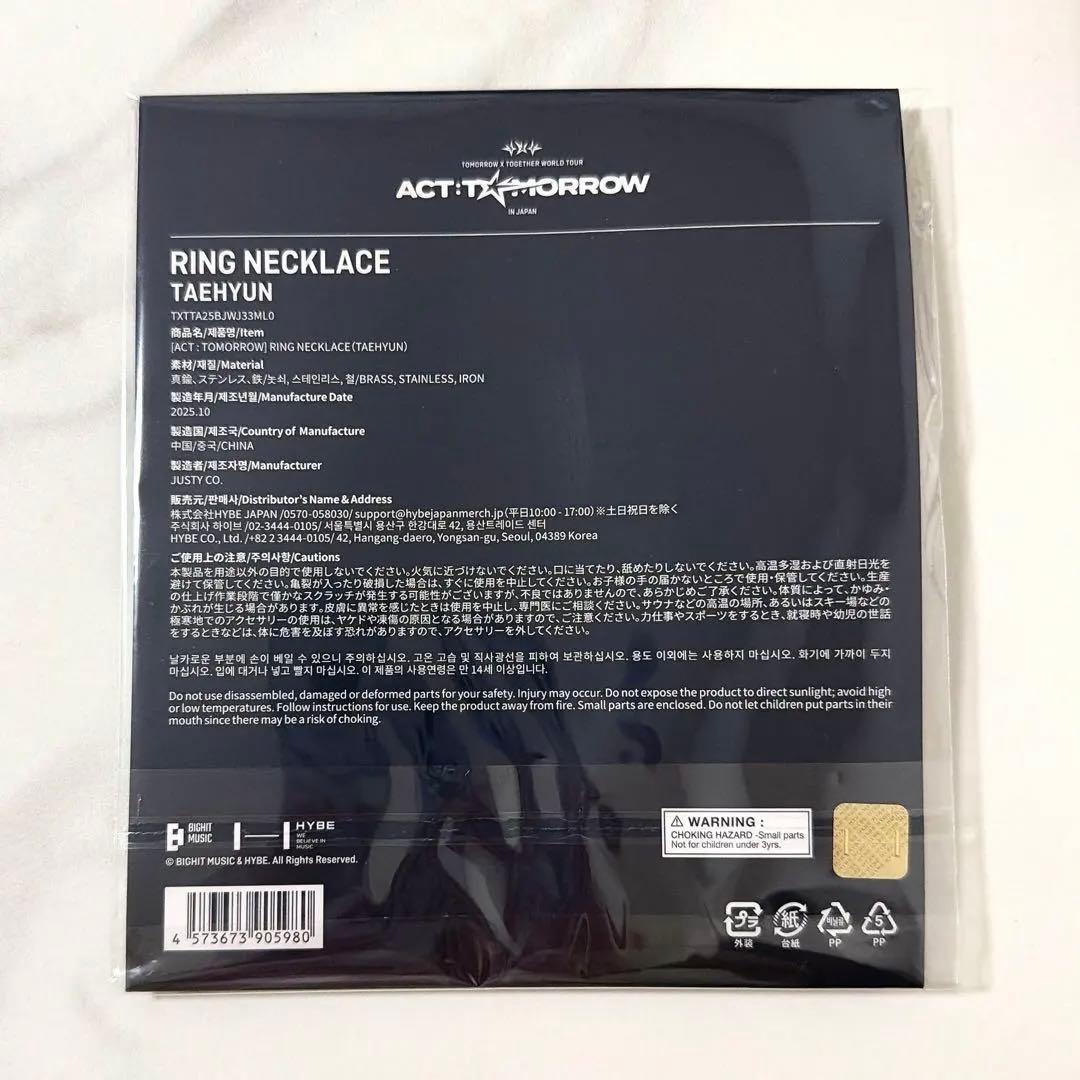 TOMORROW X TOGETHER WORLD TOUR
ACT : TOMORROW
IN JAPAN
RING NECKLACE
TAEHYUN
TXTTA25BJWJ33ML0
商品名/제품명/Item
[ACT : TOMORROW] RING NECKLACE(TAEHYUN)
素材/재질/Material
真鍮、ステンレス、鉄/놋쇠, 스테인리스, 철/BRASS, STAINLESS, IRON
製造年月/제조년월/Manufacture Date
2025.10
製造国/제조국/Country of Manufacture
中国/중국/CHINA
製造者/제조자명/Manufacturer
JUSTY CO.
販売元/판매사/Distributor's Name & Address
株式会社HYBE JAPAN /0570-058030/ support@hybejapanmerch.jp (平日10:00 - 17:00) ※土日祝日を除く
주식회사 하이브 /02-3444-0105/ 서울특별시 용산구 한강대로 42, 용산트레이드 센터
HYBE CO., Ltd. /+82 2 3444-0105/ 42, Hangang-daero, Yongsan-gu, Seoul, 04389 Korea
ご使用上の注意/주의사항/Cautions
本製品を用途以外の目的で使用しないでください。火気に近づけないでください。口に当てたり、舐めたりしないでください。高温多湿および直射日光を
避けて保管してください。亀裂が入ったり破損した場合は、すぐに使用を中止してください。お子様の手の届かないところで使用・保管してください。生産
の仕上げ作業段階で僅かなスクラッチが発生する可能性がございますが、不良ではありませんので、あらかじめご了承ください。体質によって、かゆみ・
かぶれが生じる場合があります。皮膚に異常を感じたときは使用を中止し、専門医にご相談ください。サウナなどの高温の場所、あるいはスキー場などの
極寒地でのアクセサリーの使用は、ヤケドや凍傷の原因となる場合がありますので、ご注意ください。力仕事やスポーツをするとき、就寝時や幼児の世話
をするときなどは、体に危害を及ぼす恐れがありますので、アクセサリーを外してください。
날카로운 부분에 손이 베일 수 있으니 주의하십시오. 고온 고습 및 직사광선을 피하여 보관하십시오. 용도 이외에는 사용하지 마십시오. 화기에 가까이 두지
마십시오. 입에 대거나 넣고 빨지 마십시오. 이 제품의 사용연령은 만 14세 이상입니다.
Do not use disassembled, damaged or deformed parts for your safety. Injury may occur. Do not expose the product to direct sunlight; avoid high
or low temperatures. Follow instructions for use. Keep the product away from fire. Small parts are enclosed. Do not let children put parts in their
mouth since there may be a risk of choking.
BIGHIT
MUSIC
HYBE
WE
BELIEVE IN
MUSIC
© BIGHIT MUSIC & HYBE. All Rights Reserved.
WARNING :
CHOKING HAZARD -Small parts
Not for children under 3yrs.
4 573673 905980
プラ
外装
紙
台紙
비닐류
PP
5
PP